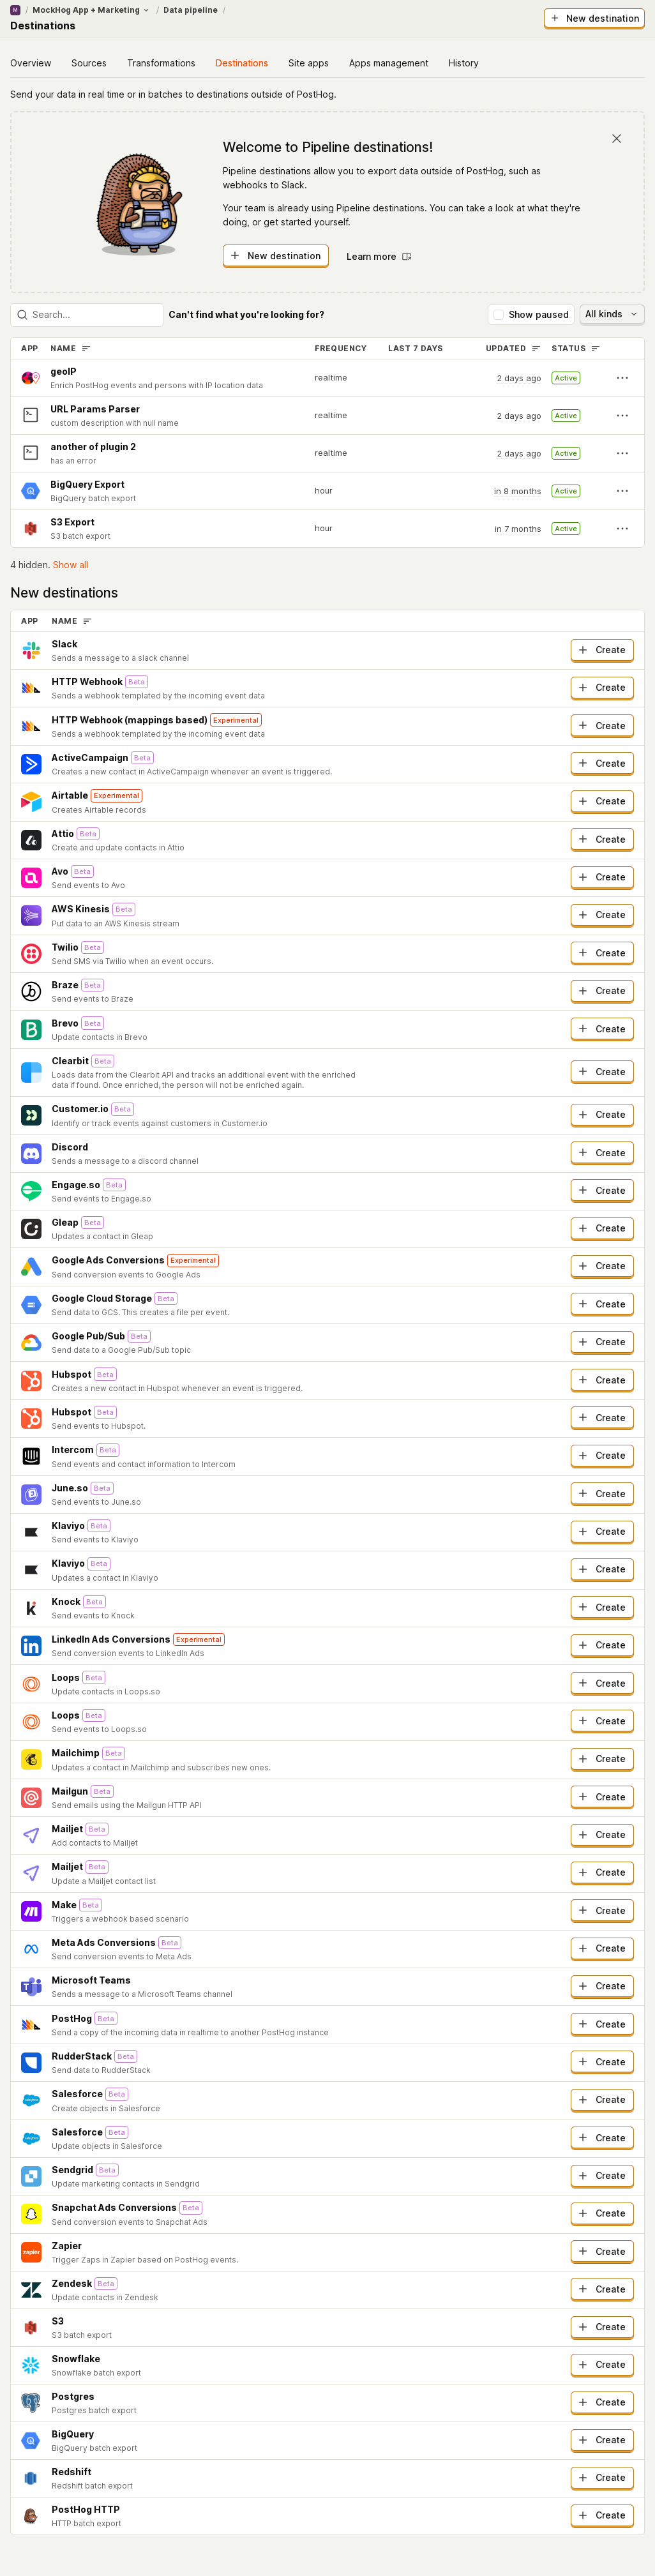 M / MockHog App + Marketing / Data pipeline /
Destinations
New destination
Overview Sources Transformations Destinations Site apps Apps management History
Send your data in real time or in batches to destinations outside of PostHog.
Welcome to Pipeline destinations!
Pipeline destinations allow you to export data outside of PostHog, such as
webhooks to Slack.
Your team is already using Pipeline destinations. You can take a look at what they're
doing, or get started yourself.
New destination Learn more
Search... Can't find what you're looking for? Show paused All kinds
APP NAME FREQUENCY LAST 7 DAYS UPDATED STATUS
geoIP
Enrich PostHog events and persons with IP location data
realtime 2 days ago Active
URL Params Parser
custom description with null name
realtime 2 days ago Active
another of plugin 2
has an error
realtime 2 days ago Active
BigQuery Export
BigQuery batch export
hour in 8 months Active
S3 Export
S3 batch export
hour in 7 months Active
4 hidden. Show all
New destinations
APP NAME
Slack
Sends a message to a slack channel
Create
HTTP Webhook Beta
Sends a webhook templated by the incoming event data
Create
HTTP Webhook (mappings based) Experimental
Sends a webhook templated by the incoming event data
Create
ActiveCampaign Beta
Creates a new contact in ActiveCampaign whenever an event is triggered.
Create
Airtable Experimental
Creates Airtable records
Create
Attio Beta
Create and update contacts in Attio
Create
Avo Beta
Send events to Avo
Create
AWS Kinesis Beta
Put data to an AWS Kinesis stream
Create
Twilio Beta
Send SMS via Twilio when an event occurs.
Create
Braze Beta
Send events to Braze
Create
Brevo Beta
Update contacts in Brevo
Create
Clearbit Beta
Loads data from the Clearbit API and tracks an additional event with the enriched
data if found. Once enriched, the person will not be enriched again.
Create
Customer.io Beta
Identify or track events against customers in Customer.io
Create
Discord
Sends a message to a discord channel
Create
Engage.so Beta
Send events to Engage.so
Create
Gleap Beta
Updates a contact in Gleap
Create
Google Ads Conversions Experimental
Send conversion events to Google Ads
Create
Google Cloud Storage Beta
Send data to GCS. This creates a file per event.
Create
Google Pub/Sub Beta
Send data to a Google Pub/Sub topic
Create
Hubspot Beta
Creates a new contact in Hubspot whenever an event is triggered.
Create
Hubspot Beta
Send events to Hubspot.
Create
Intercom Beta
Send events and contact information to Intercom
Create
June.so Beta
Send events to June.so
Create
Klaviyo Beta
Send events to Klaviyo
Create
Klaviyo Beta
Updates a contact in Klaviyo
Create
Knock Beta
Send events to Knock
Create
LinkedIn Ads Conversions Experimental
Send conversion events to LinkedIn Ads
Create
Loops Beta
Update contacts in Loops.so
Create
Loops Beta
Send events to Loops.so
Create
Mailchimp Beta
Updates a contact in Mailchimp and subscribes new ones.
Create
Mailgun Beta
Send emails using the Mailgun HTTP API
Create
Mailjet Beta
Add contacts to Mailjet
Create
Mailjet Beta
Update a Mailjet contact list
Create
Make Beta
Triggers a webhook based scenario
Create
Meta Ads Conversions Beta
Send conversion events to Meta Ads
Create
Microsoft Teams
Sends a message to a Microsoft Teams channel
Create
PostHog Beta
Send a copy of the incoming data in realtime to another PostHog instance
Create
RudderStack Beta
Send data to RudderStack
Create
Salesforce Beta
Create objects in Salesforce
Create
Salesforce Beta
Update objects in Salesforce
Create
Sendgrid Beta
Update marketing contacts in Sendgrid
Create
Snapchat Ads Conversions Beta
Send conversion events to Snapchat Ads
Create
Zapier
Trigger Zaps in Zapier based on PostHog events.
Create
Zendesk Beta
Update contacts in Zendesk
Create
S3
S3 batch export
Create
Snowflake
Snowflake batch export
Create
Postgres
Postgres batch export
Create
BigQuery
BigQuery batch export
Create
Redshift
Redshift batch export
Create
PostHog HTTP
HTTP batch export
Create